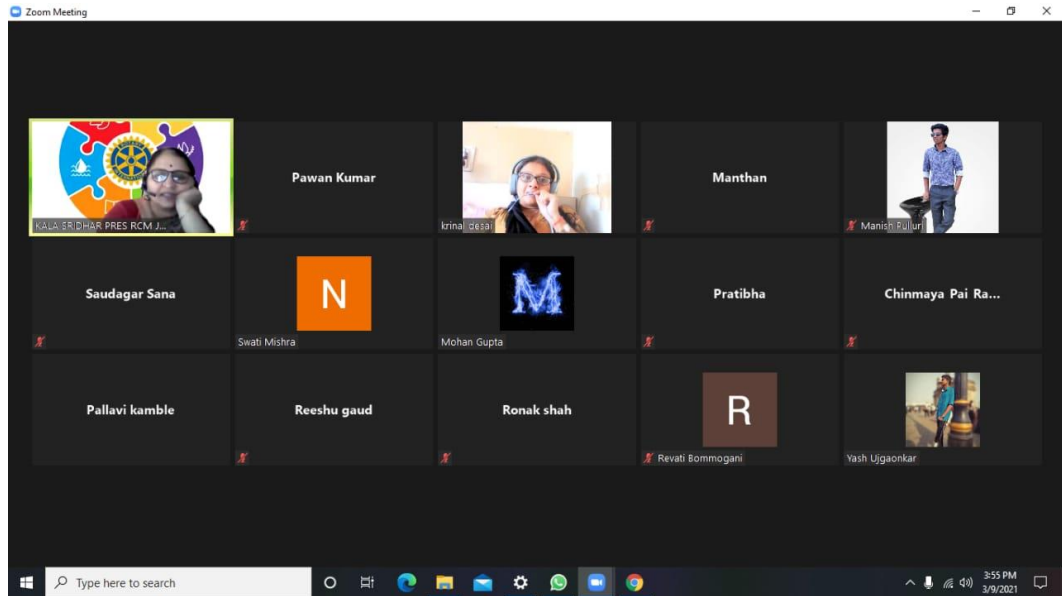 Zoom Meeting
KALA SRIDHAR PRES RCM J...
Pawan Kumar
krinal desai
Manthan
Manish Pulluri
Saudagar Sana
N
Swati Mishra
M
Mohan Gupta
Pratibha
Chinmaya Pai Ra...
Pallavi kamble
Reeshu gaud
Ronak shah
R
Revati Bommogani
Yash Ujgaonkar
Type here to search
3:55 PM
3/9/2021